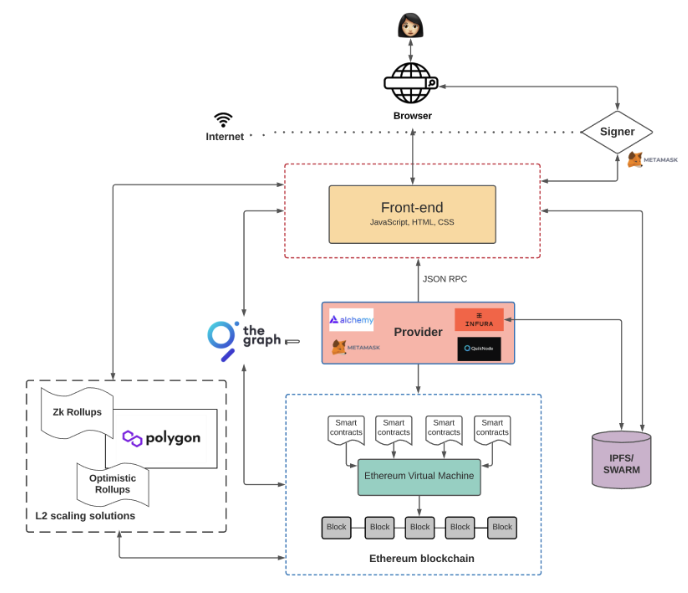 Browser
Internet
Signer
METAMASK
Front-end
JavaScript, HTML, CSS
JSON RPC
alchemy
INFURA
Provider
METAMASK
QuickNode
the
graph
Zk Rollups
polygon
Optimistic
Rollups
L2 scaling solutions
Smart
contracts
Smart
contracts
Smart
contracts
Smart
contracts
Ethereum Virtual Machine
Block
Block
Block
Block
Block
Ethereum blockchain
IPFS/
SWARM